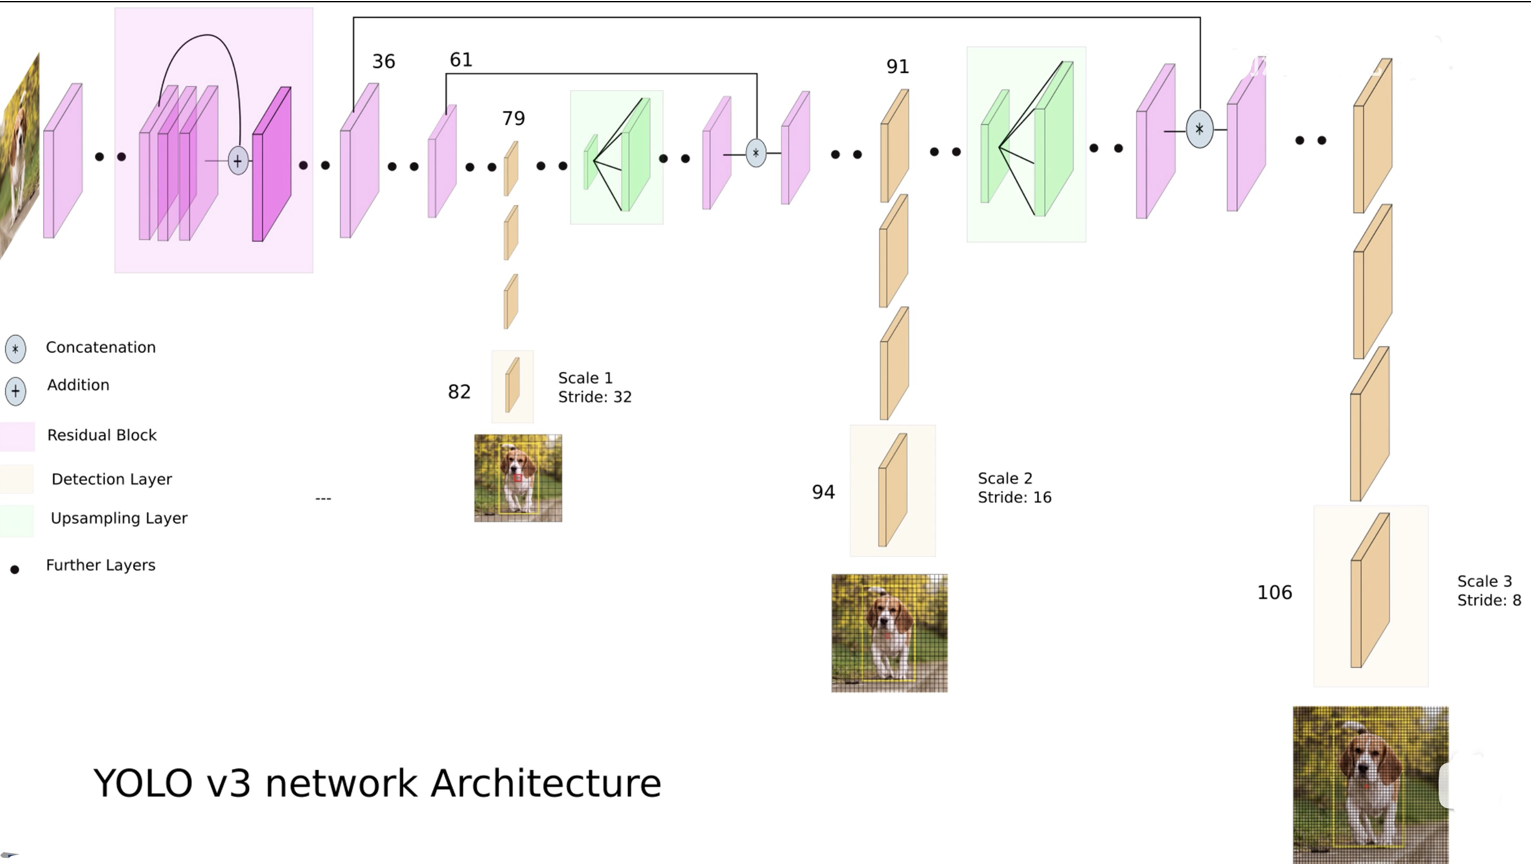 36
61
79
91
Concatenation
Addition
Residual Block
Detection Layer
Upsampling Layer
Further Layers
---
82
Scale 1
Stride: 32
94
Scale 2
Stride: 16
106
Scale 3
Stride: 8
YOLO v3 network Architecture